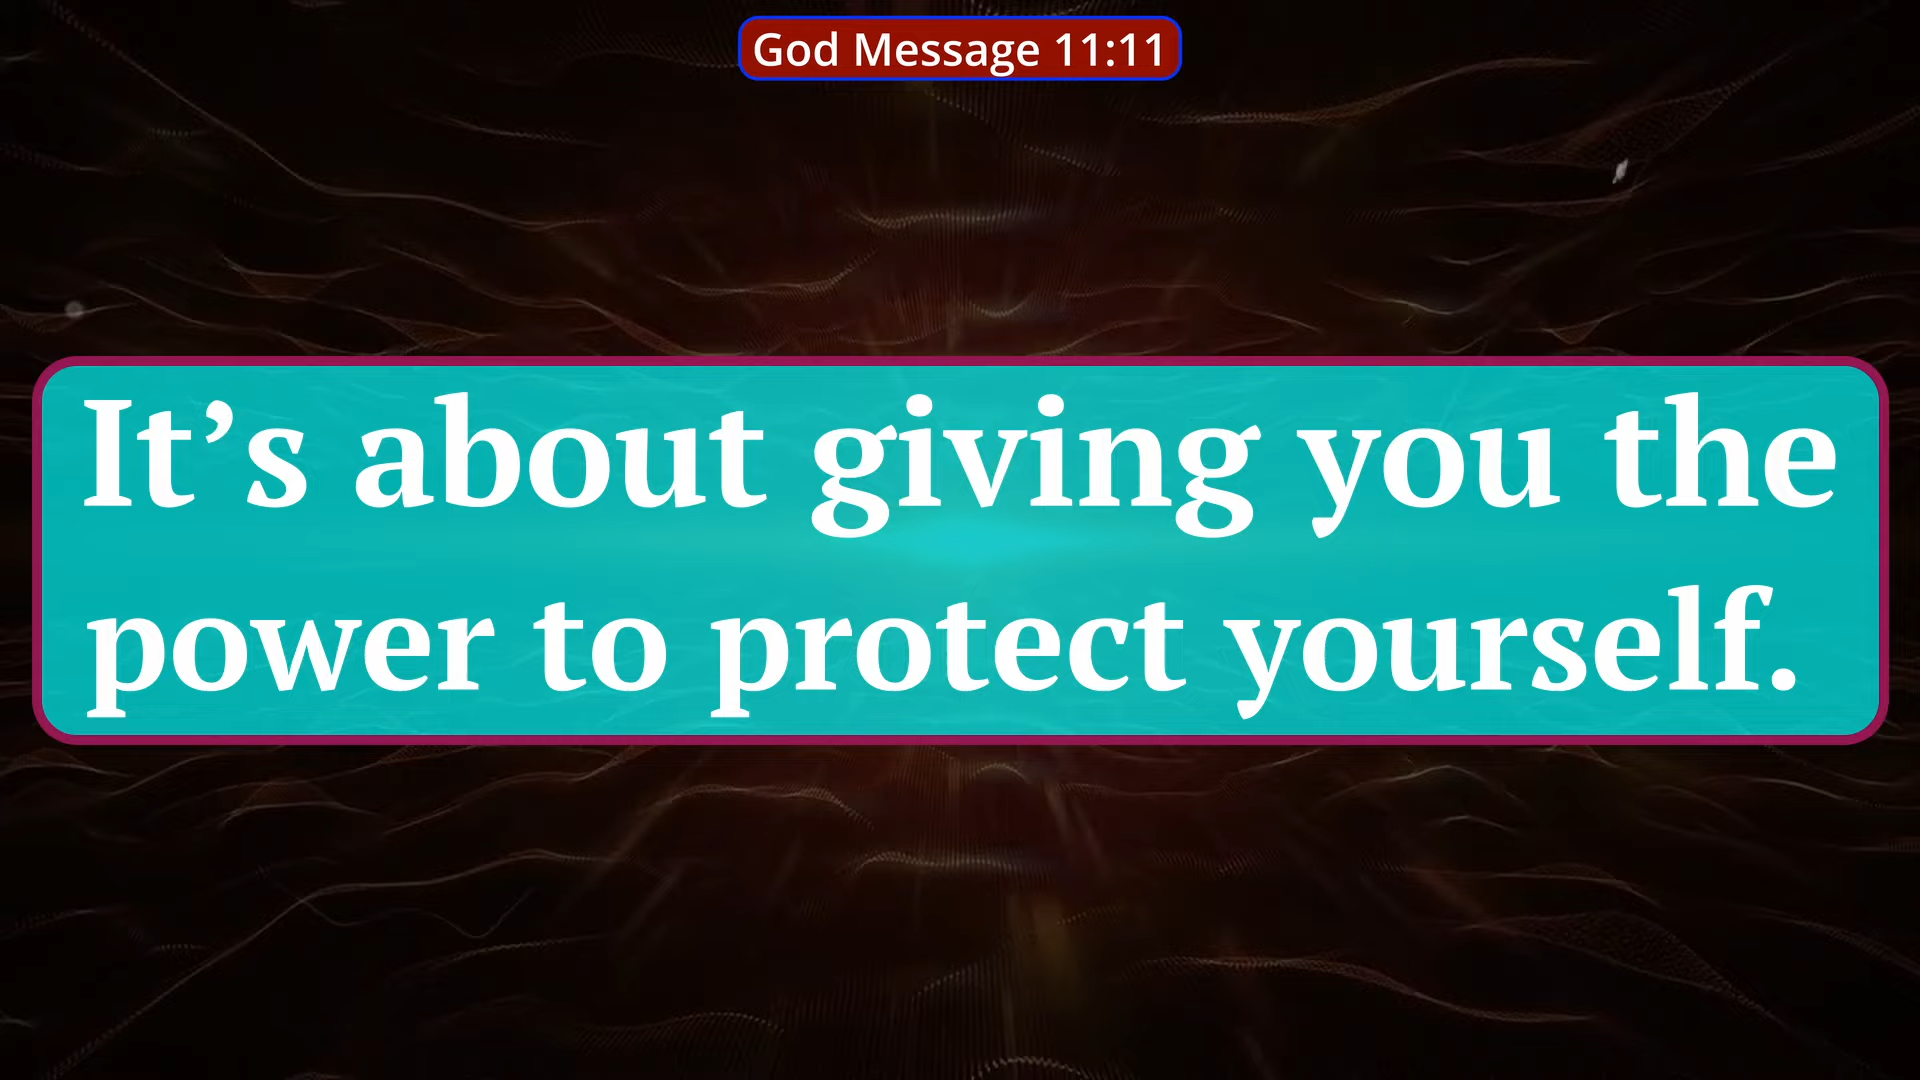 God Message 11:11
It’s about giving you the
power to protect yourself.